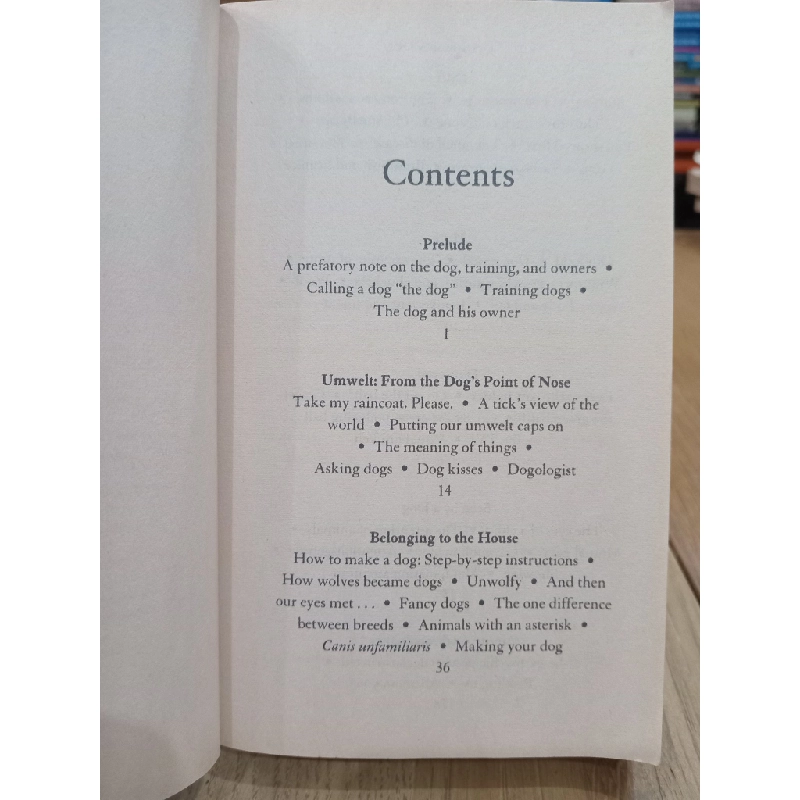 Contents
Prelude
A prefatory note on the dog, training, and owners •
Calling a dog “the dog” • Training dogs •
The dog and his owner
1
Umwelt: From the Dog’s Point of Nose
Take my raincoat. Please. • A tick’s view of the
world • Putting our umwelt caps on
• The meaning of things •
Asking dogs • Dog kisses • Dogologist
14
Belonging to the House
How to make a dog: Step-by-step instructions •
How wolves became dogs • Unwolfy • And then
our eyes met . . . • Fancy dogs • The one difference
between breeds • Animals with an asterisk •
Canis unfamiliaris • Making your dog
36